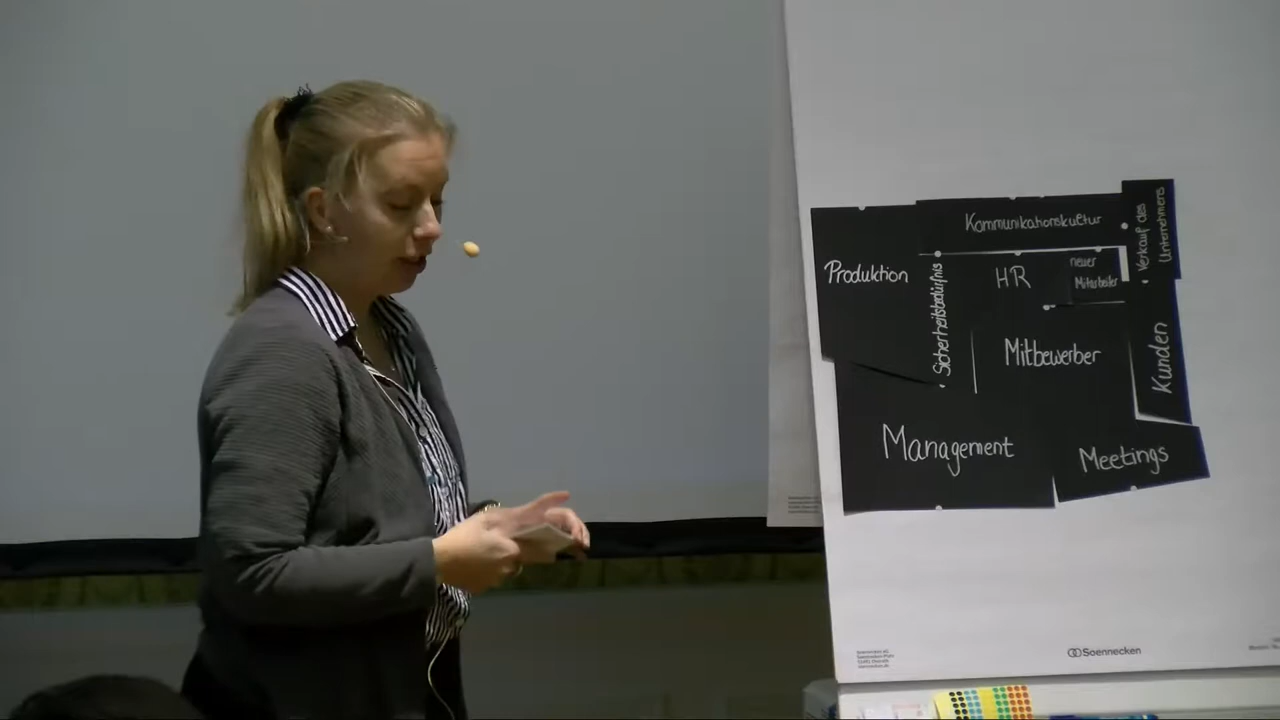 Kommunikationskultur
Verkauf des
Unternehmens
Produktion
Sicherheitsbedürfnis
HR
neuer
Mitarbeiter
Mitbewerber
Kunden
Management
Meetings
Soennecken